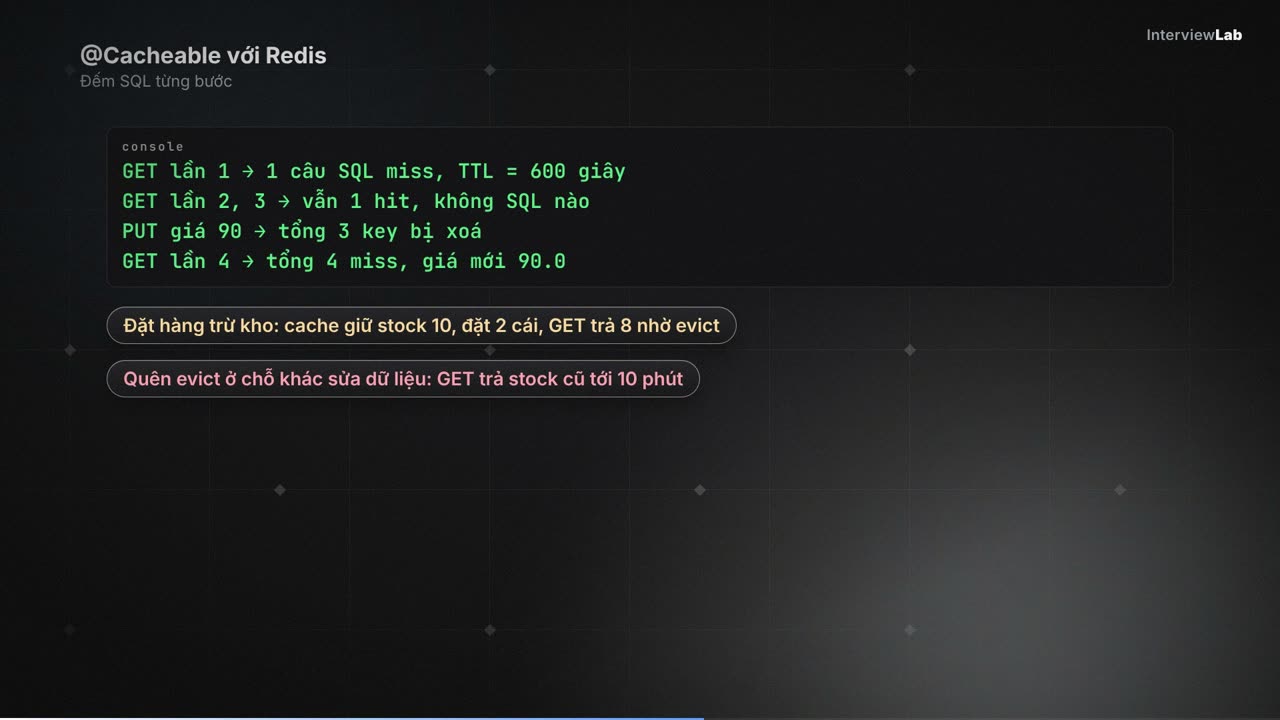 @Cacheable với Redis
InterviewLab
Đếm SQL từng bước
console
GET lần 1 → 1 câu SQL miss, TTL = 600 giây
GET lần 2, 3 → vẫn 1 hit, không SQL nào
PUT giá 90 → tổng 3 key bị xoá
GET lần 4 → tổng 4 miss, giá mới 90.0
Đặt hàng trừ kho: cache giữ stock 10, đặt 2 cái, GET trả 8 nhờ evict
Quên evict ở chỗ khác sửa dữ liệu: GET trả stock cũ tới 10 phút